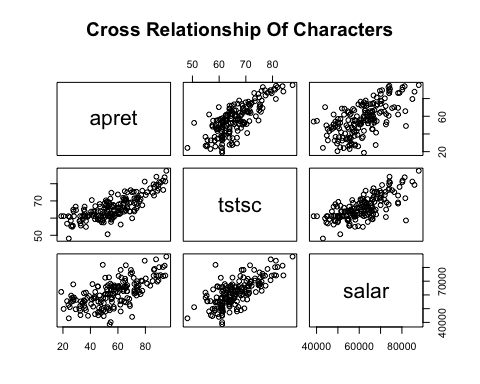 Cross Relationship Of Characters
50 60 70 80
apret
20 60
50 70
tstsc
salar
40000 70000
20 40 60 80
40000 60000 80000